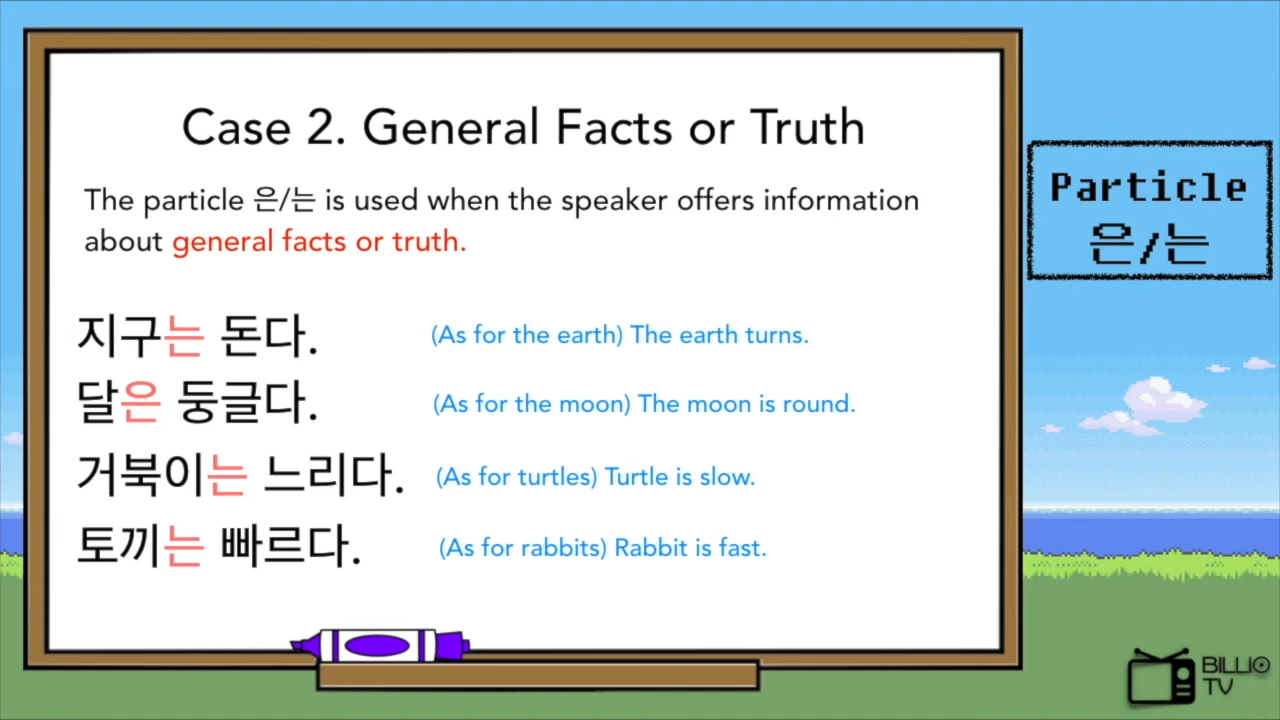 Case 2. General Facts or Truth
The particle 은/는 is used when the speaker offers information
about general facts or truth.
지구는 돈다. (As for the earth) The earth turns.
달은 둥글다. (As for the moon) The moon is round.
거북이는 느리다. (As for turtles) Turtle is slow.
토끼는 빠르다. (As for rabbits) Rabbit is fast.
Particle
은/는
BILLIO
TV